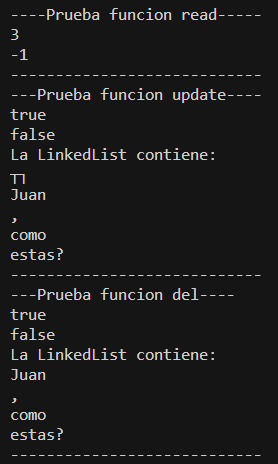 ----Prueba funcion read-----
3
-1
----------------------------
---Prueba funcion update----
true
false
La LinkedList contiene:
┬┐
Juan
,
como
estas?
----------------------------
---Prueba funcion del----
true
false
La LinkedList contiene:
Juan
,
como
estas?
----------------------------